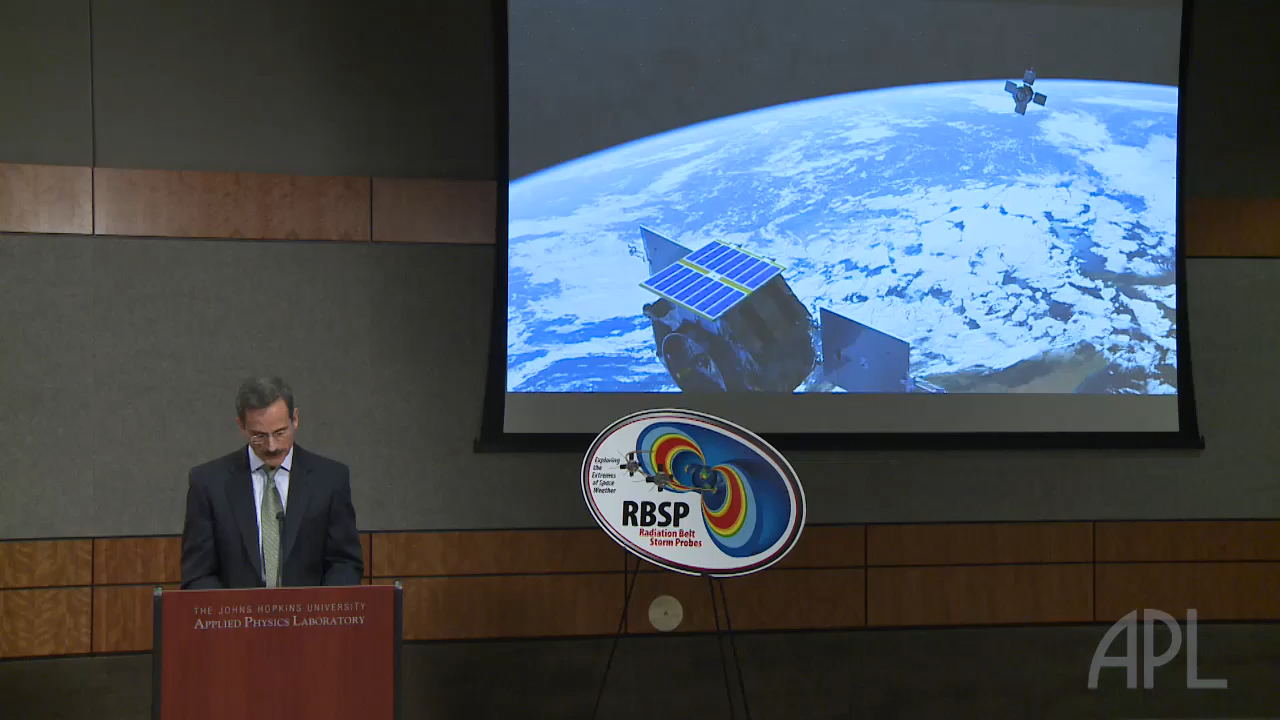 Exploring
the
Extremes
of Space
Weather
RBSP
Radiation Belt
Storm Probes
THE JOHNS HOPKINS UNIVERSITY
APPLIED PHYSICS LABORATORY
APL